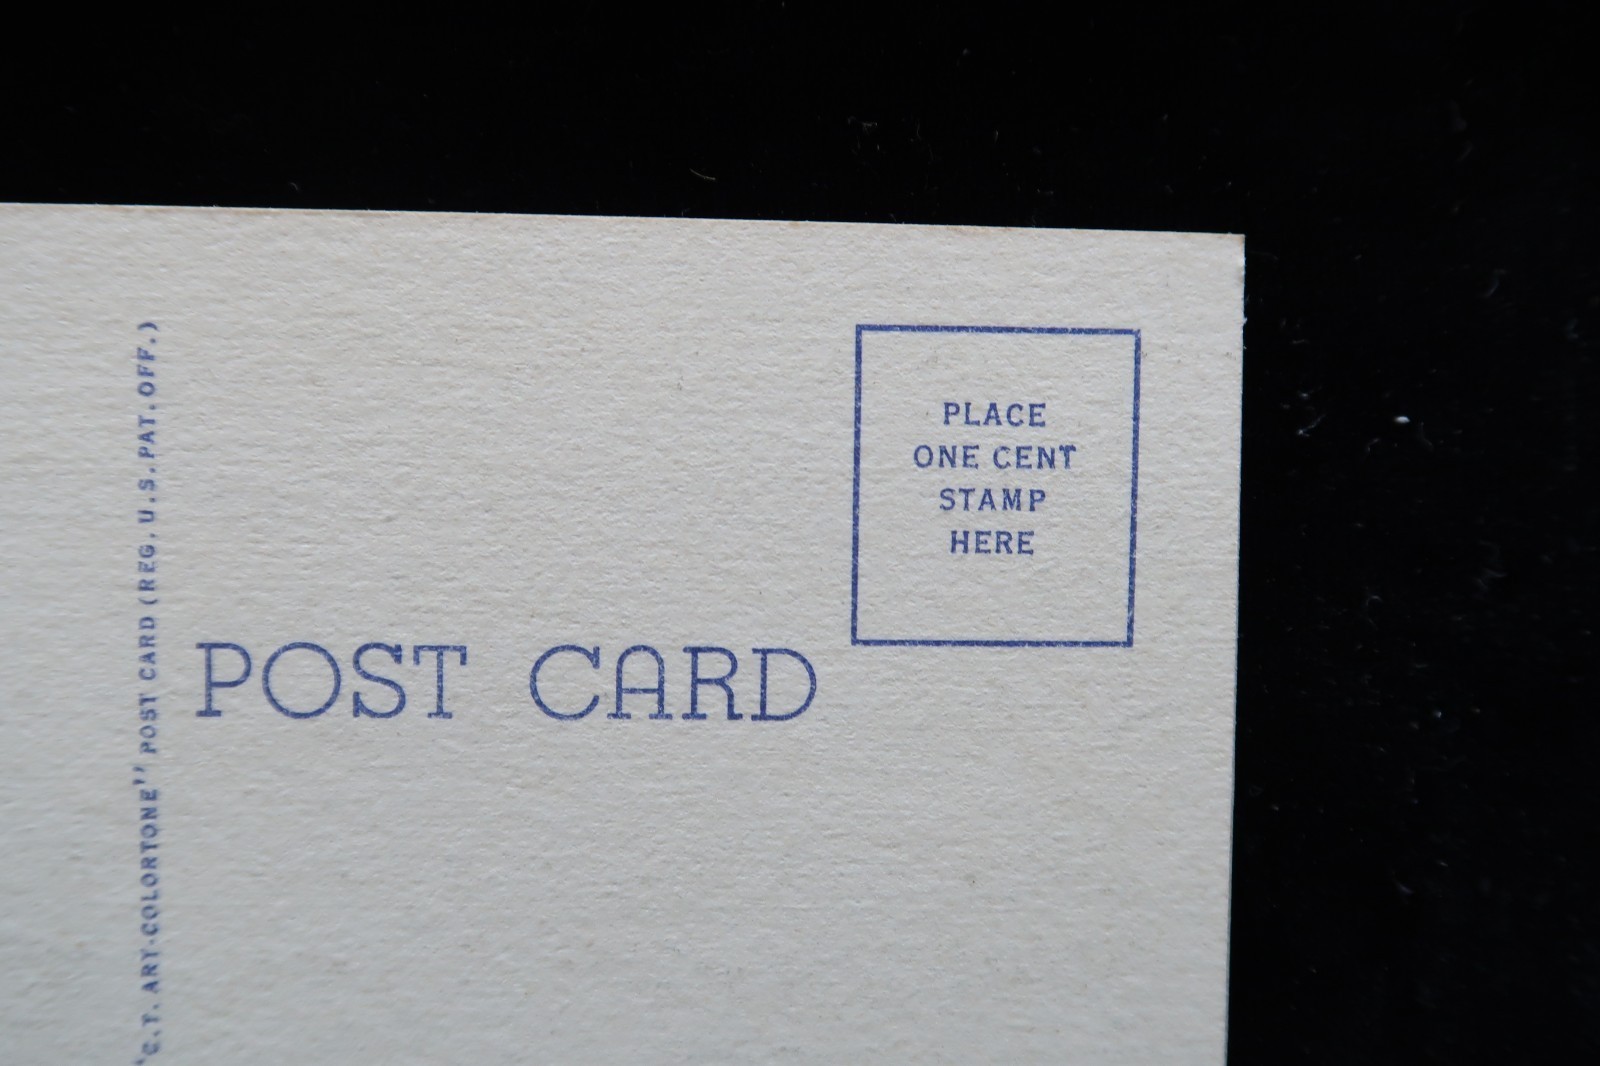 PLACE
ONE CENT
STAMP
HERE
POST CARD
"C.T. ART-COLORTONE" POST CARD (REG. U.S. PAT. OFF.)